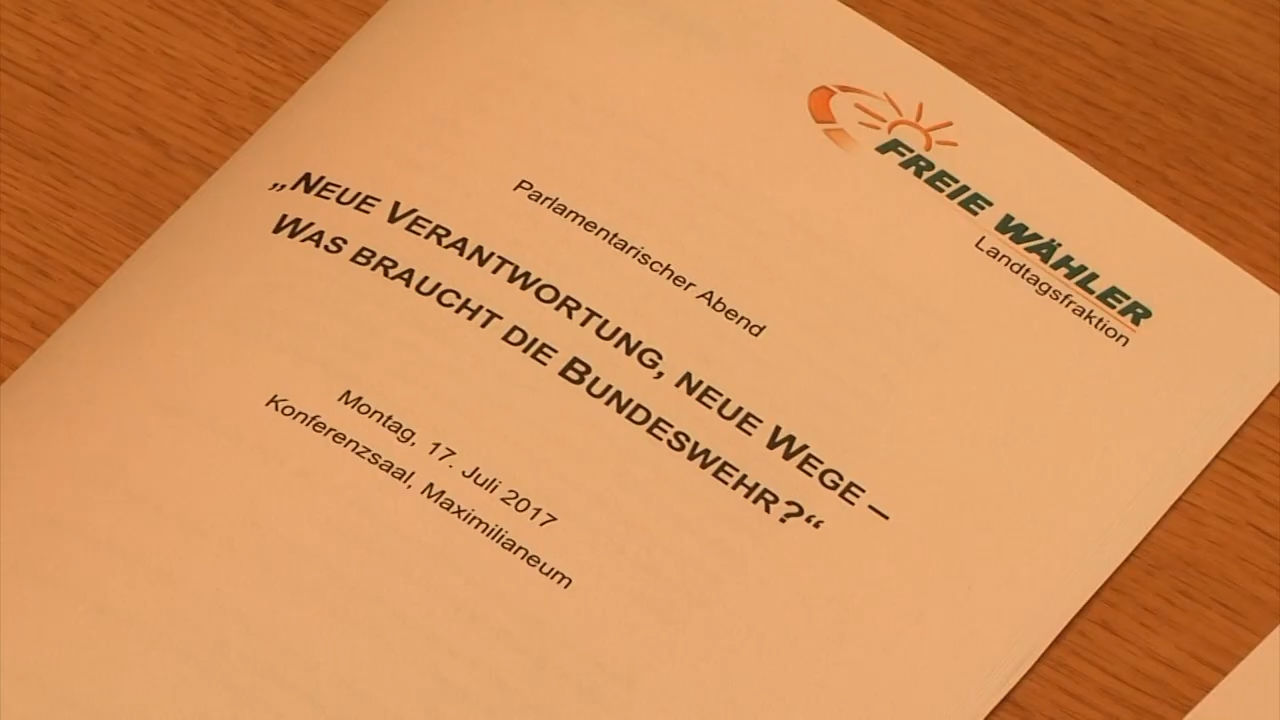 FREIE WÄHLER
Landtagsfraktion
Parlamentarischer Abend
„NEUE VERANTWORTUNG, NEUE WEGE –
WAS BRAUCHT DIE BUNDESWEHR?“
Montag, 17. Juli 2017
Konferenzsaal, Maximilianeum